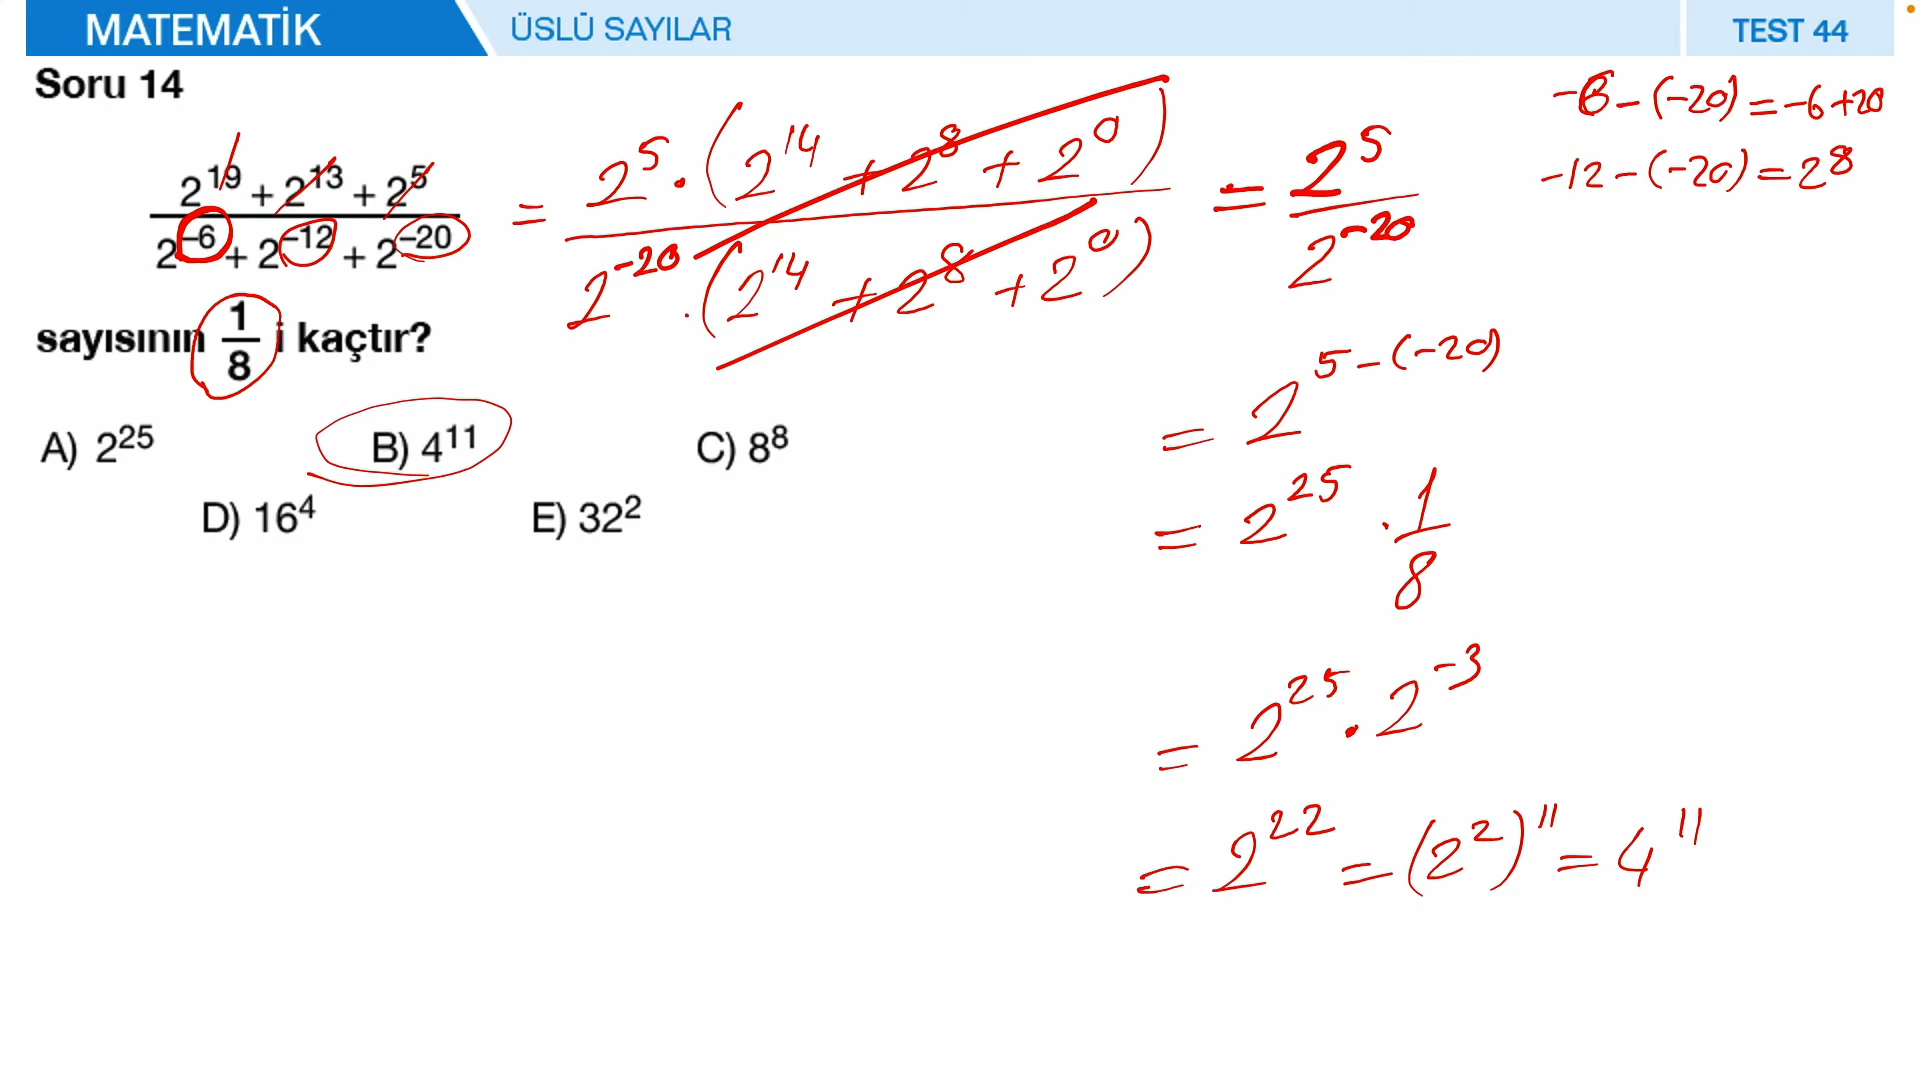 MATEMATİK ÜSLÜ SAYILAR TEST 44
Soru 14
2^19 + 2^13 + 2^5 / 2^–6 + 2^–12 + 2^–20
sayısının 1/8 i kaçtır?
A) 2^25 B) 4^11 C) 8^8
D) 16^4 E) 32^2
= 2^5 · (2^14 + 2^8 + 2^0) / 2^-20 · (2^14 + 2^8 + 2^0) = 2^5 / 2^-20
-6 - (-20) = -6 + 20
-12 - (-20) = 2^8
= 2^5-(-20)
= 2^25 · 1/8
= 2^25 · 2^-3
= 2^22 = (2^2)^11 = 4^11